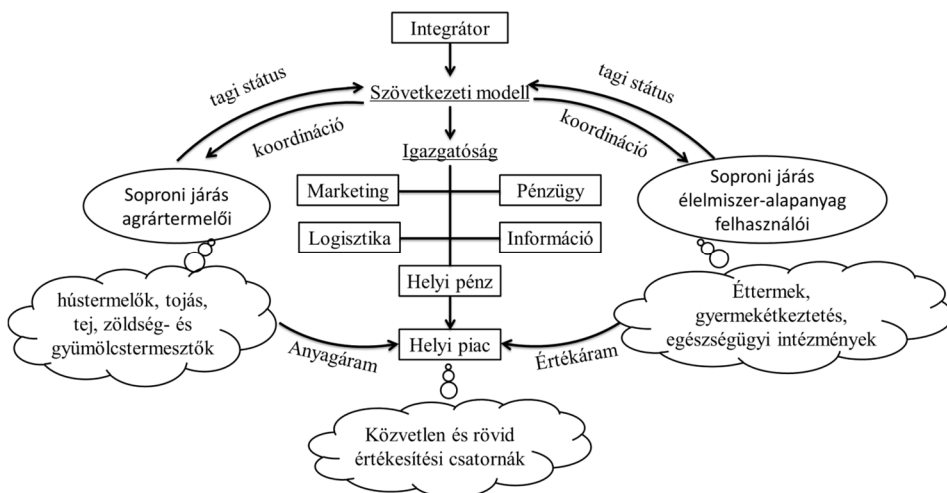 Integrátor
tagi státus
Szövetkezeti modell
tagi státus
koordináció
koordináció
Igazgatóság
Soproni járás
agrártermelői
Marketing
Pénzügy
Soproni járás
élelmiszer-alapanyag
felhasználói
Logisztika
Információ
Helyi pénz
hústermelők, tojás,
tej, zöldség- és
gyümölcstermesztők
Éttermek,
gyermekétkeztetés,
egészségügyi intézmények
Anyagáram
Helyi piac
Értékáram
Közvetlen és rövid
értékesítési csatornák